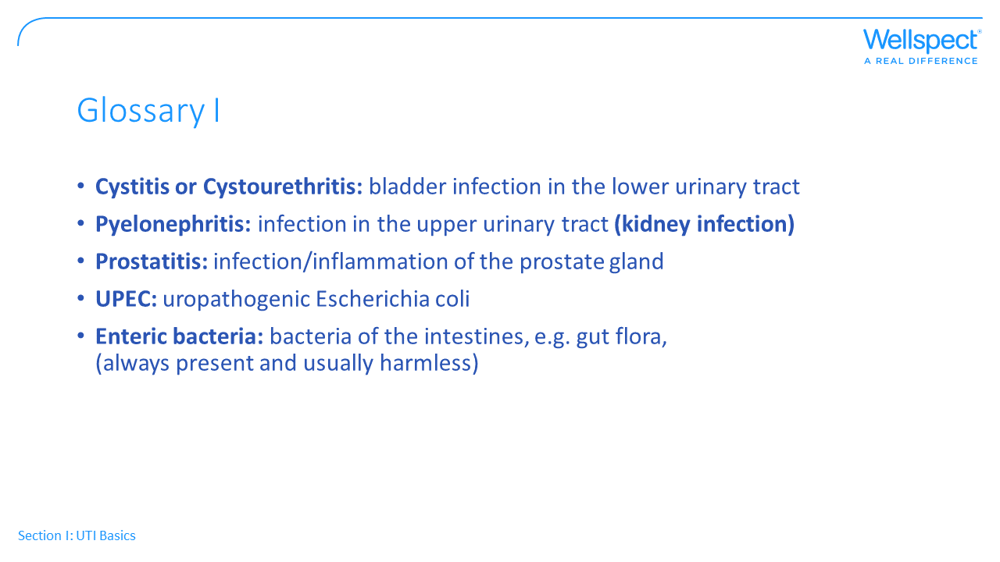 Wellspect®
A REAL DIFFERENCE
Glossary I
• Cystitis or Cystourethritis: bladder infection in the lower urinary tract
• Pyelonephritis: infection in the upper urinary tract (kidney infection)
• Prostatitis: infection/inflammation of the prostate gland
• UPEC: uropathogenic Escherichia coli
• Enteric bacteria: bacteria of the intestines, e.g. gut flora,
(always present and usually harmless)
Section I: UTI Basics